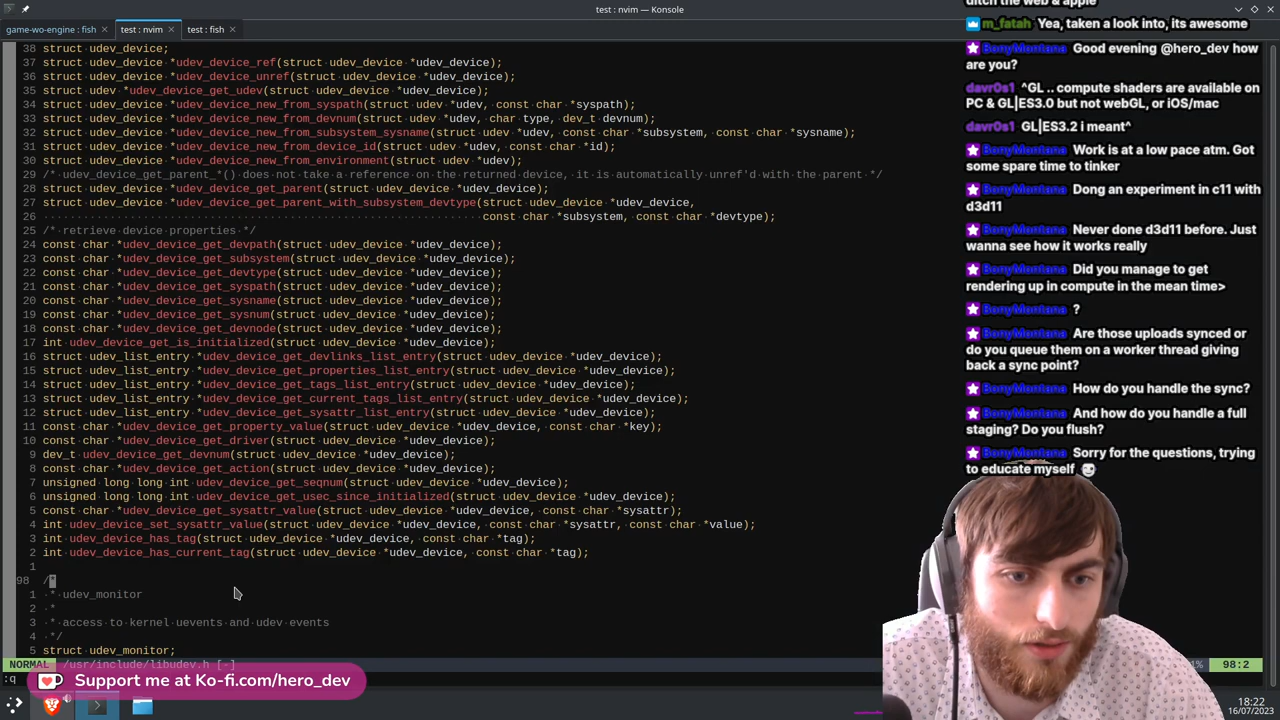 test : nvim — Konsole
game-wo-engine : fish
test : nvim
test : fish
38 struct udev_device;
37 struct udev_device *udev_device_ref(struct udev_device *udev_device);
36 struct udev_device *udev_device_unref(struct udev_device *udev_device);
35 struct udev *udev_device_get_udev(struct udev_device *udev_device);
34 struct udev_device *udev_device_new_from_syspath(struct udev *udev, const char *syspath);
33 struct udev_device *udev_device_new_from_devnum(struct udev *udev, char type, dev_t devnum);
32 struct udev_device *udev_device_new_from_subsystem_sysname(struct udev *udev, const char *subsystem, const char *sysname);
31 struct udev_device *udev_device_new_from_device_id(struct udev *udev, const char *id);
30 struct udev_device *udev_device_new_from_environment(struct udev *udev);
29 /* udev_device_get_parent_*() does not take a reference on the returned device, it is automatically unref'd with the parent */
28 struct udev_device *udev_device_get_parent(struct udev_device *udev_device);
27 struct udev_device *udev_device_get_parent_with_subsystem_devtype(struct udev_device *udev_device,
26 const char *subsystem, const char *devtype);
25 /* retrieve device properties */
24 const char *udev_device_get_devpath(struct udev_device *udev_device);
23 const char *udev_device_get_subsystem(struct udev_device *udev_device);
22 const char *udev_device_get_devtype(struct udev_device *udev_device);
21 const char *udev_device_get_syspath(struct udev_device *udev_device);
20 const char *udev_device_get_sysname(struct udev_device *udev_device);
19 const char *udev_device_get_sysnum(struct udev_device *udev_device);
18 const char *udev_device_get_devnode(struct udev_device *udev_device);
17 int udev_device_get_is_initialized(struct udev_device *udev_device);
16 struct udev_list_entry *udev_device_get_devlinks_list_entry(struct udev_device *udev_device);
15 struct udev_list_entry *udev_device_get_properties_list_entry(struct udev_device *udev_device);
14 struct udev_list_entry *udev_device_get_tags_list_entry(struct udev_device *udev_device);
13 struct udev_list_entry *udev_device_get_current_tags_list_entry(struct udev_device *udev_device);
12 struct udev_list_entry *udev_device_get_sysattr_list_entry(struct udev_device *udev_device);
11 const char *udev_device_get_property_value(struct udev_device *udev_device, const char *key);
10 const char *udev_device_get_driver(struct udev_device *udev_device);
9 dev_t udev_device_get_devnum(struct udev_device *udev_device);
8 const char *udev_device_get_action(struct udev_device *udev_device);
7 unsigned long long int udev_device_get_seqnum(struct udev_device *udev_device);
6 unsigned long long int udev_device_get_usec_since_initialized(struct udev_device *udev_device);
5 const char *udev_device_get_sysattr_value(struct udev_device *udev_device, const char *sysattr);
4 int udev_device_set_sysattr_value(struct udev_device *udev_device, const char *sysattr, const char *value);
3 int udev_device_has_tag(struct udev_device *udev_device, const char *tag);
2 int udev_device_has_current_tag(struct udev_device *udev_device, const char *tag);
1
98 /*
1 * udev_monitor
2 *
3 * access to kernel uevents and udev events
4 */
5 struct udev_monitor;
NORMAL /usr/include/libudev.h [-] 98:2
:q
Support me at Ko-fi.com/hero_dev
18:22
16/07/2023
ditch the web & apple
m_fatah Yea, taken a look into, its awesome
BonyMontana Good evening @hero_dev how
are you?
davr0s1 ^GL .. compute shaders are available on
PC & GL|ES3.0 but not webGL, or iOS/mac
davr0s1 GL|ES3.2 i meant^
BonyMontana Work is at a low pace atm. Got
some spare time to tinker
BonyMontana Dong an experiment in c11 with
d3d11
BonyMontana Never done d3d11 before. Just
wanna see how it works really
BonyMontana Did you manage to get
rendering up in compute in the mean time>
BonyMontana ?
BonyMontana Are those uploads synced or
do you queue them on a worker thread giving
back a sync point?
BonyMontana How do you handle the sync?
BonyMontana And how do you handle a full
staging? Do you flush?
BonyMontana Sorry for the questions, trying
to educate myself